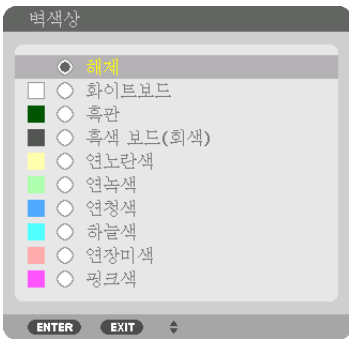 벽색상
해제
화이트보드
흑판
흑색 보드(회색)
연노란색
연녹색
연청색
하늘색
연장미색
핑크색
ENTER EXIT